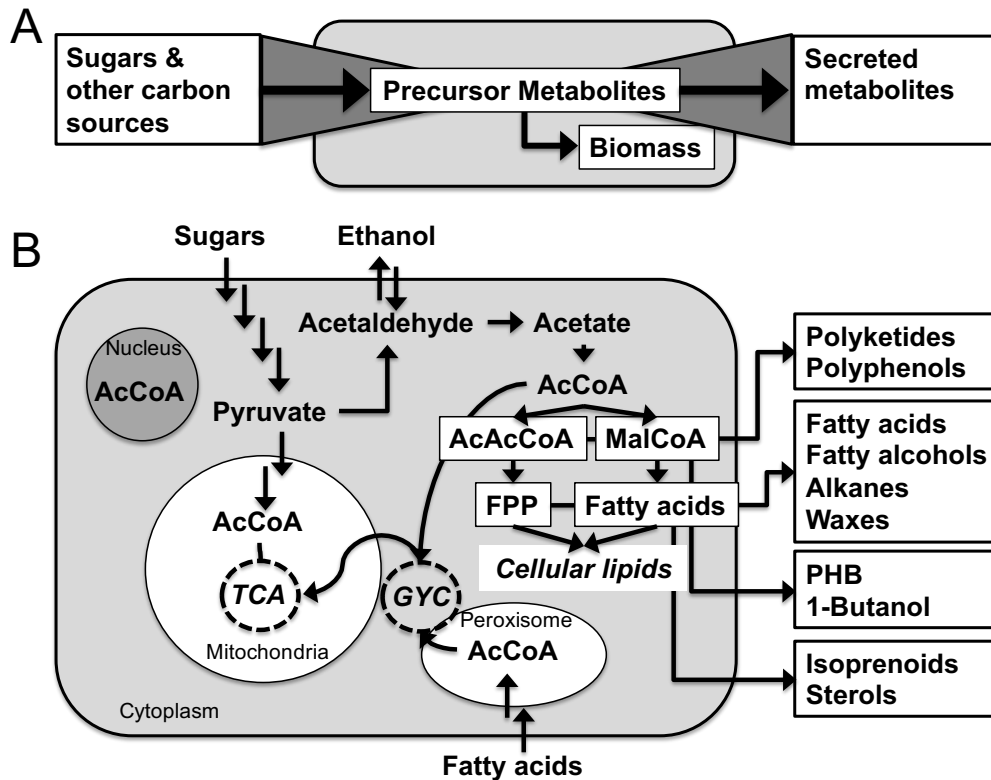 A
Sugars &
other carbon
sources
Precursor Metabolites
Biomass
Secreted
metabolites
B
Sugars
Ethanol
Acetaldehyde
Acetate
Nucleus
AcCoA
Pyruvate
AcCoA
AcAcCoA
MalCoA
FPP
Fatty acids
Cellular lipids
AcCoA
TCA
Mitochondria
GYC
Peroxisome
AcCoA
Cytoplasm
Fatty acids
Polyketides
Polyphenols
Fatty acids
Fatty alcohols
Alkanes
Waxes
PHB
1-Butanol
Isoprenoids
Sterols